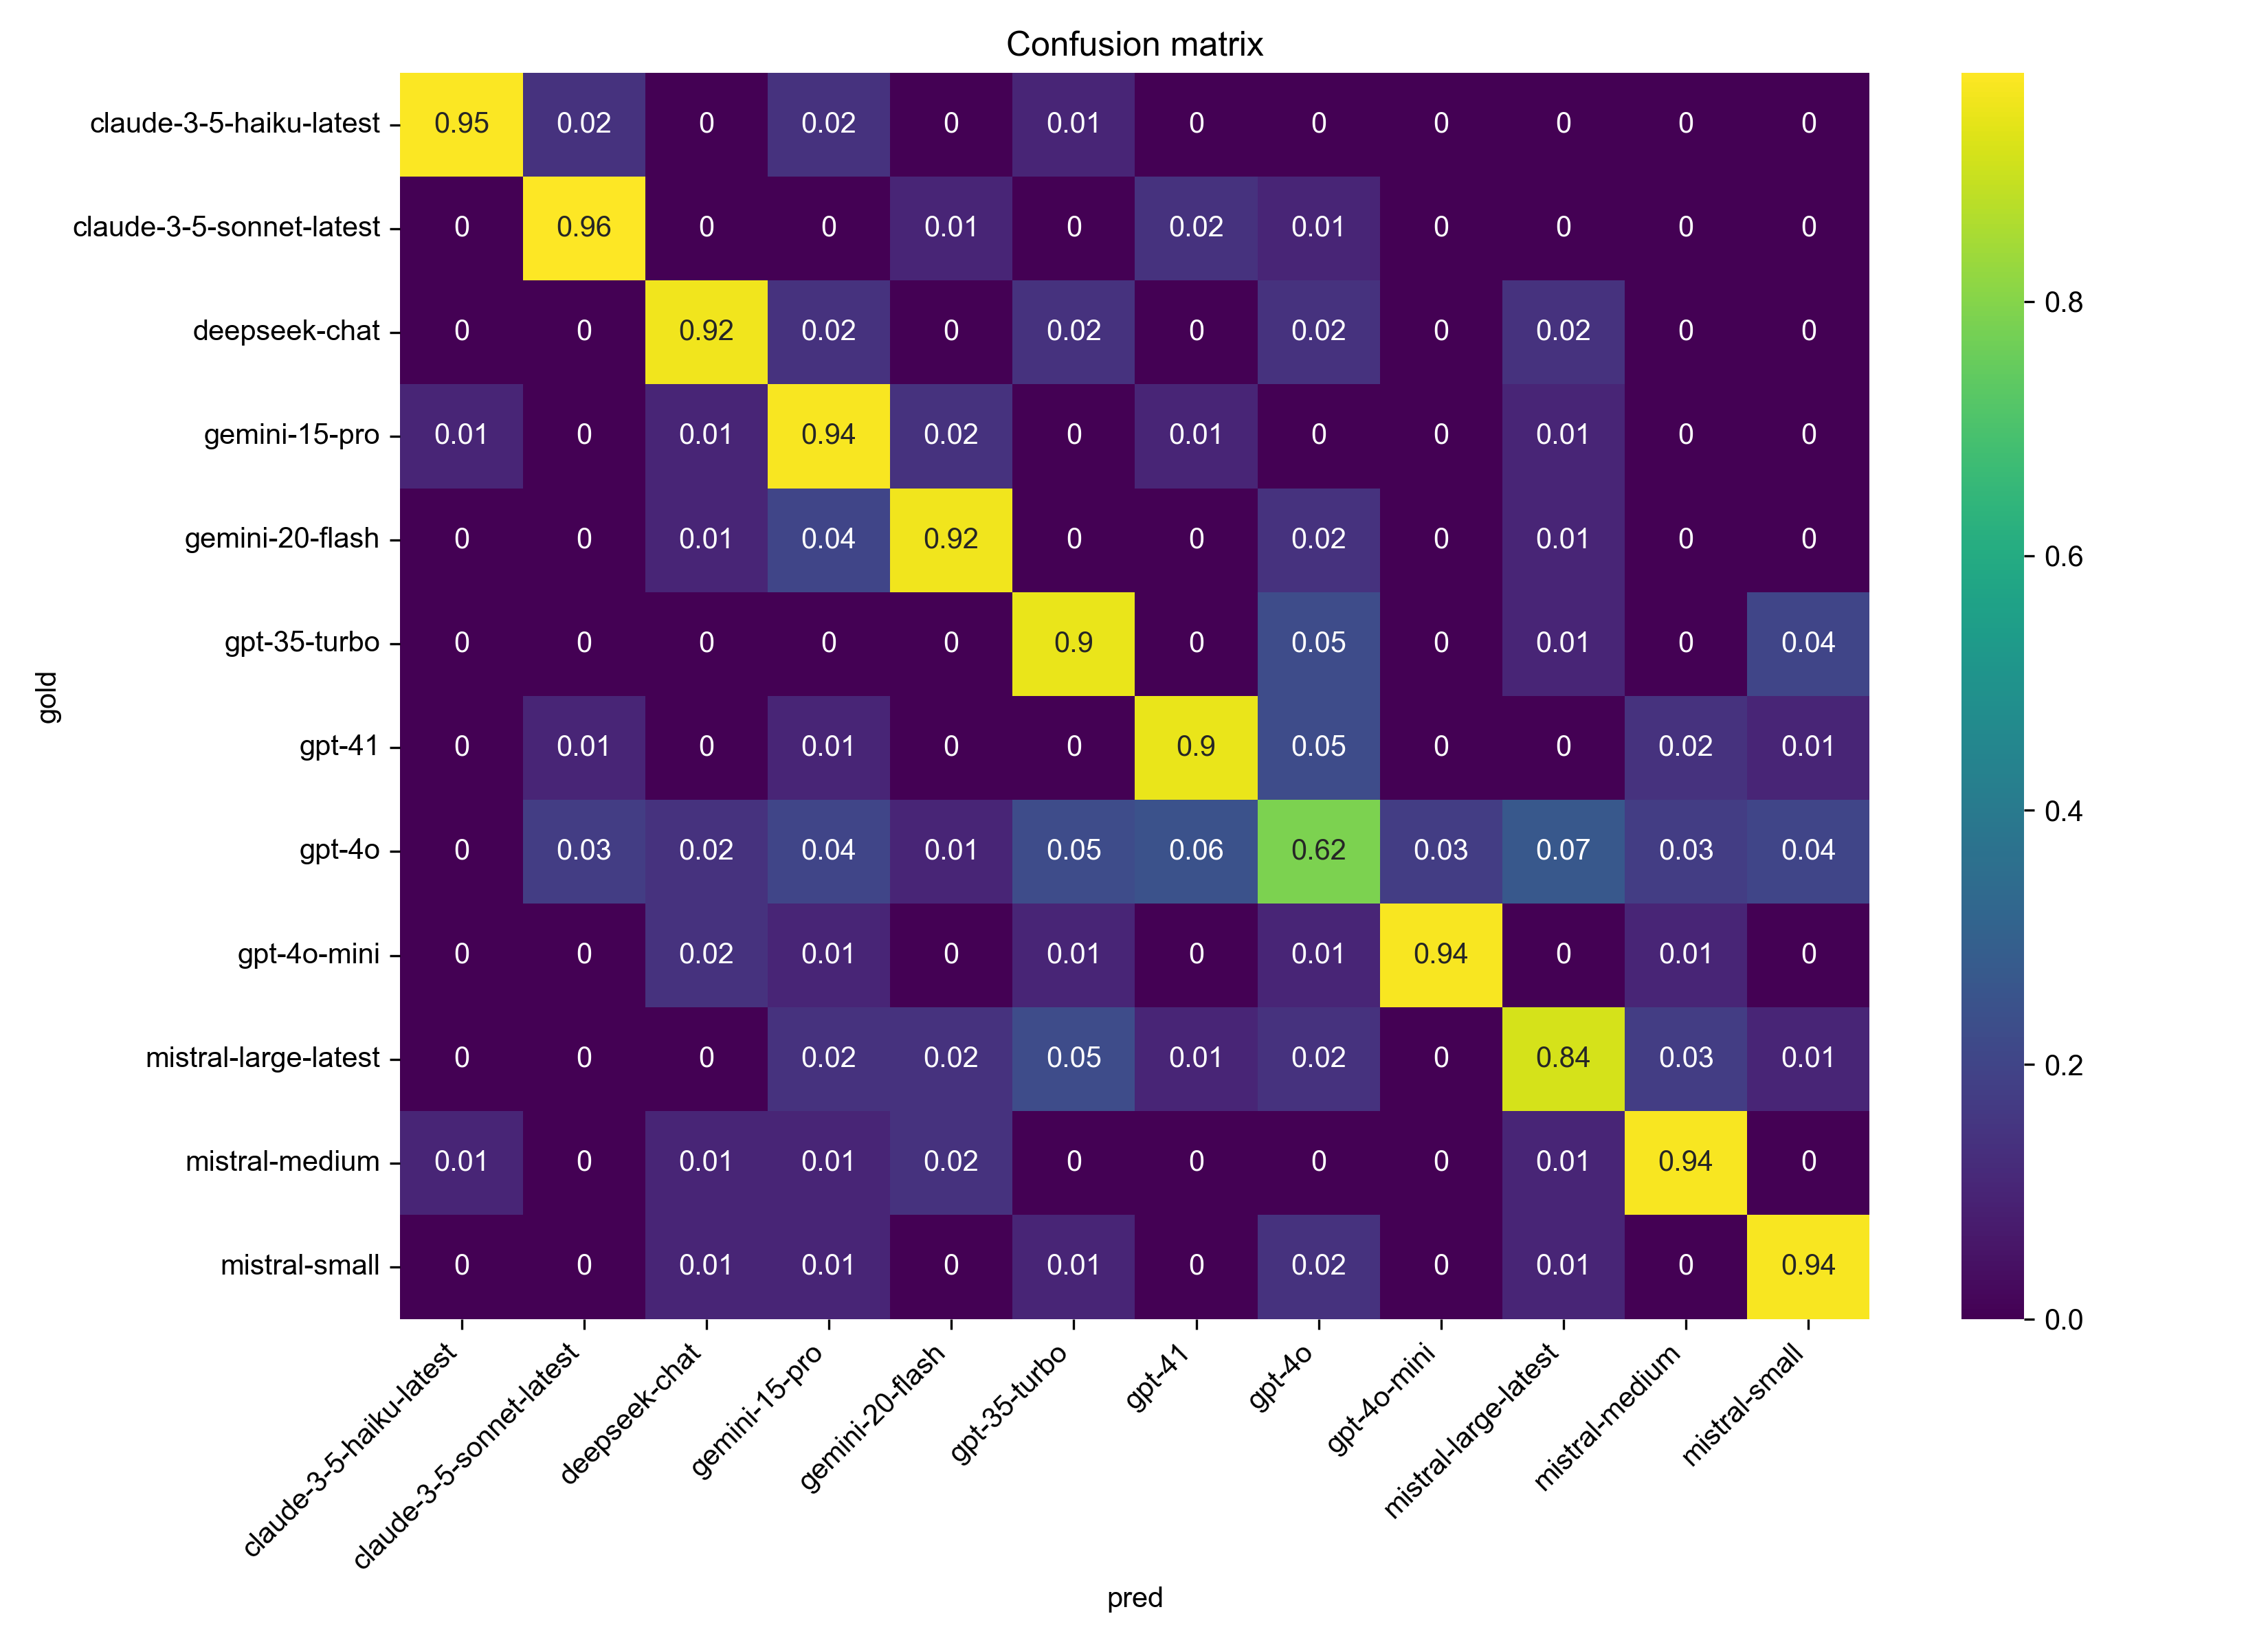 Confusion matrix
claude-3-5-haiku-latest 0.95 0.02 0 0.02 0 0.01 0 0 0 0 0 0
claude-3-5-sonnet-latest 0 0.96 0 0 0.01 0 0.02 0.01 0 0 0 0
deepseek-chat 0 0 0.92 0.02 0 0.02 0 0.02 0 0.02 0 0
gemini-15-pro 0.01 0 0.01 0.94 0.02 0 0.01 0 0 0.01 0 0
gemini-20-flash 0 0 0.01 0.04 0.92 0 0 0.02 0 0.01 0 0
gpt-35-turbo 0 0 0 0 0 0.9 0 0.05 0 0.01 0 0.04
gpt-41 0 0.01 0 0.01 0 0 0.9 0.05 0 0 0.02 0.01
gpt-4o 0 0.03 0.02 0.04 0.01 0.05 0.06 0.62 0.03 0.07 0.03 0.04
gpt-4o-mini 0 0 0.02 0.01 0 0.01 0 0.01 0.94 0 0.01 0
mistral-large-latest 0 0 0 0.02 0.02 0.05 0.01 0.02 0 0.84 0.03 0.01
mistral-medium 0.01 0 0.01 0.01 0.02 0 0 0 0 0.01 0.94 0
mistral-small 0 0 0.01 0.01 0 0.01 0 0.02 0 0.01 0 0.94
gold
claude-3-5-haiku-latest
claude-3-5-sonnet-latest
deepseek-chat
gemini-15-pro
gemini-20-flash
gpt-35-turbo
gpt-41
gpt-4o
gpt-4o-mini
mistral-large-latest
mistral-medium
mistral-small
pred
0.8
0.6
0.4
0.2
0.0